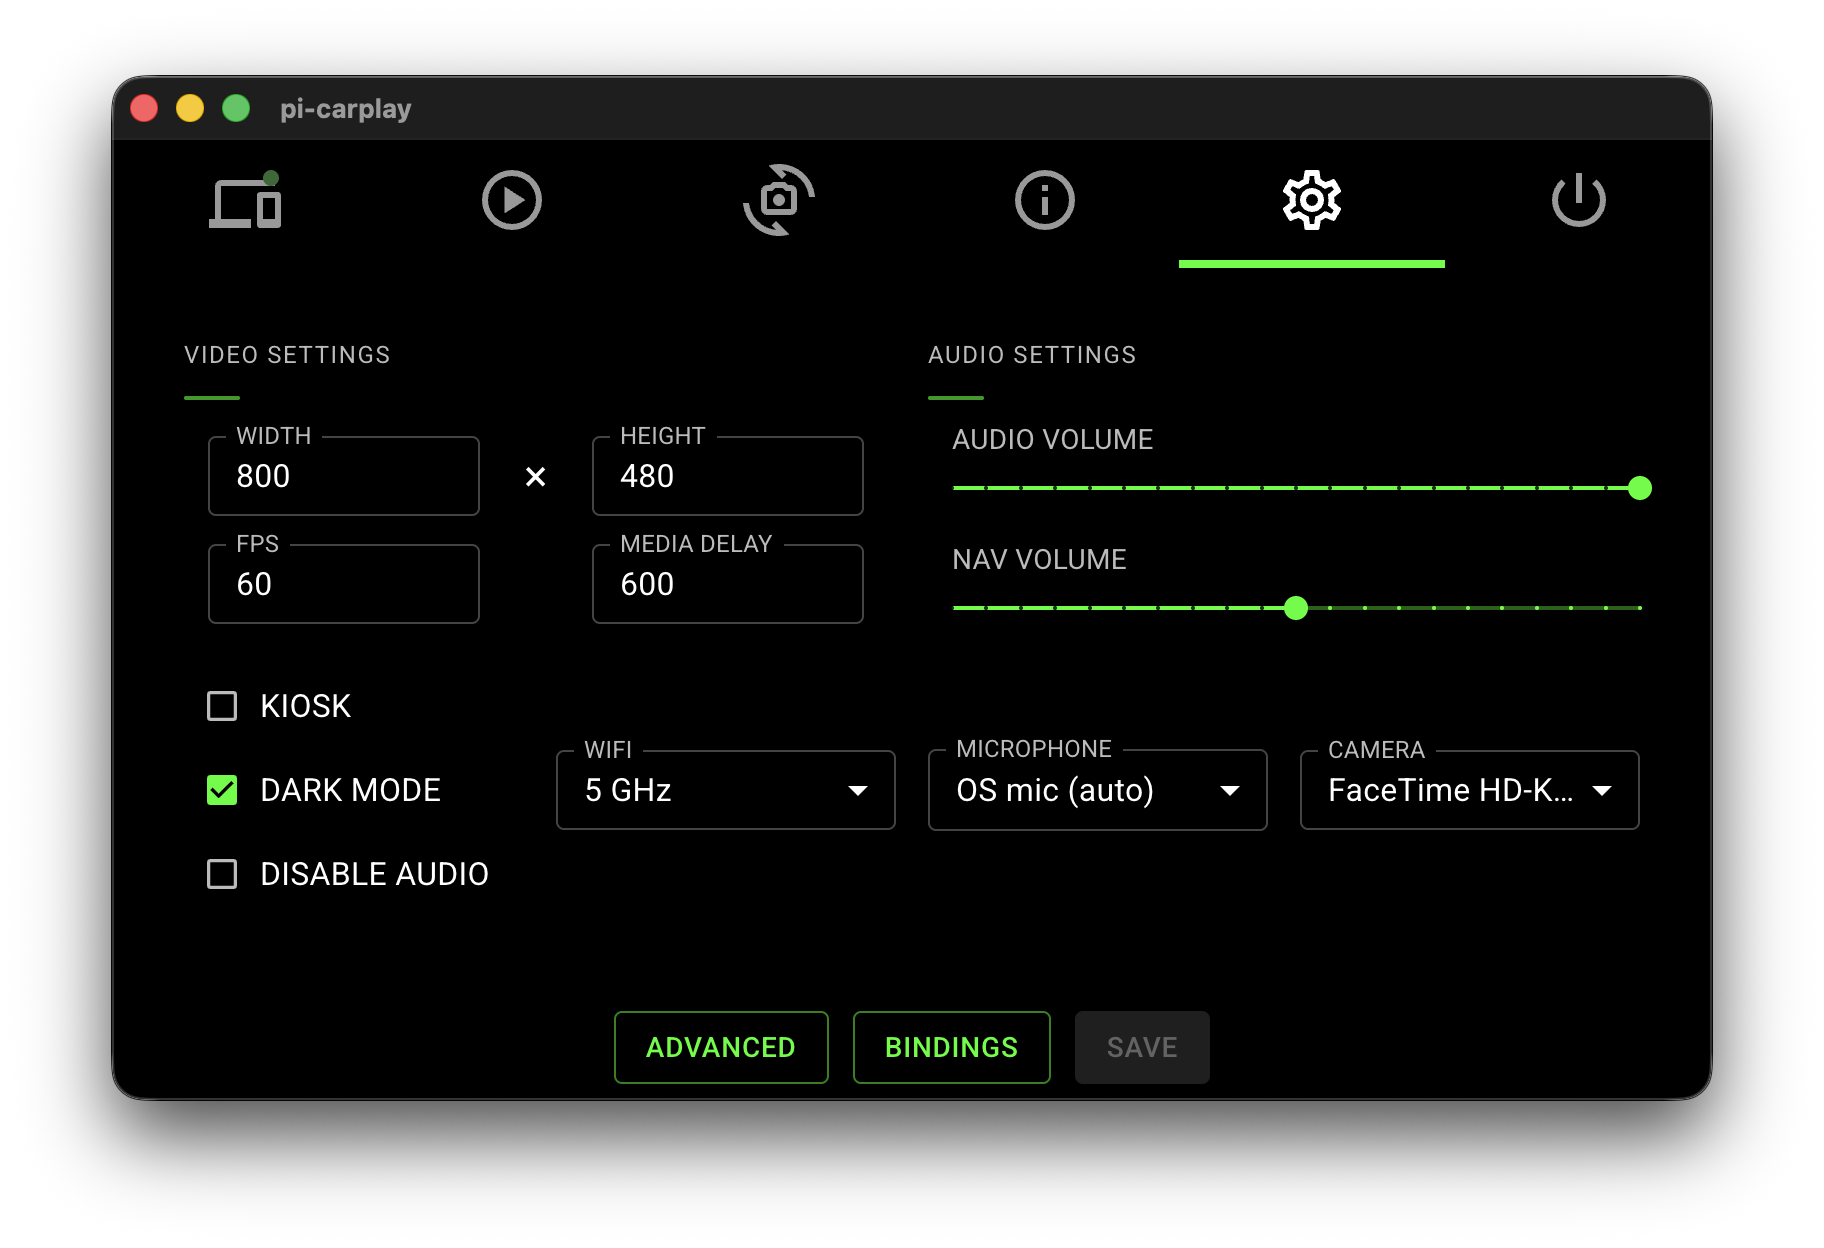 pi-carplay
VIDEO SETTINGS
WIDTH
800
×
HEIGHT
480
FPS
60
MEDIA DELAY
600
AUDIO SETTINGS
AUDIO VOLUME
NAV VOLUME
KIOSK
DARK MODE
DISABLE AUDIO
WIFI
5 GHz
MICROPHONE
OS mic (auto)
CAMERA
FaceTime HD-K...
ADVANCED
BINDINGS
SAVE